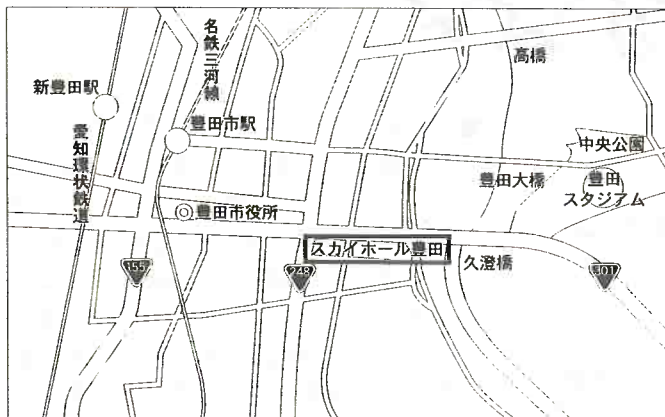 名鉄三河線
高橋
新豊田駅
愛知環状鉄道
豊田市駅
中央公園
豊田大橋
豊田
スタジアム
豊田市役所
スカイホール豊田
久澄橋
155
248
301